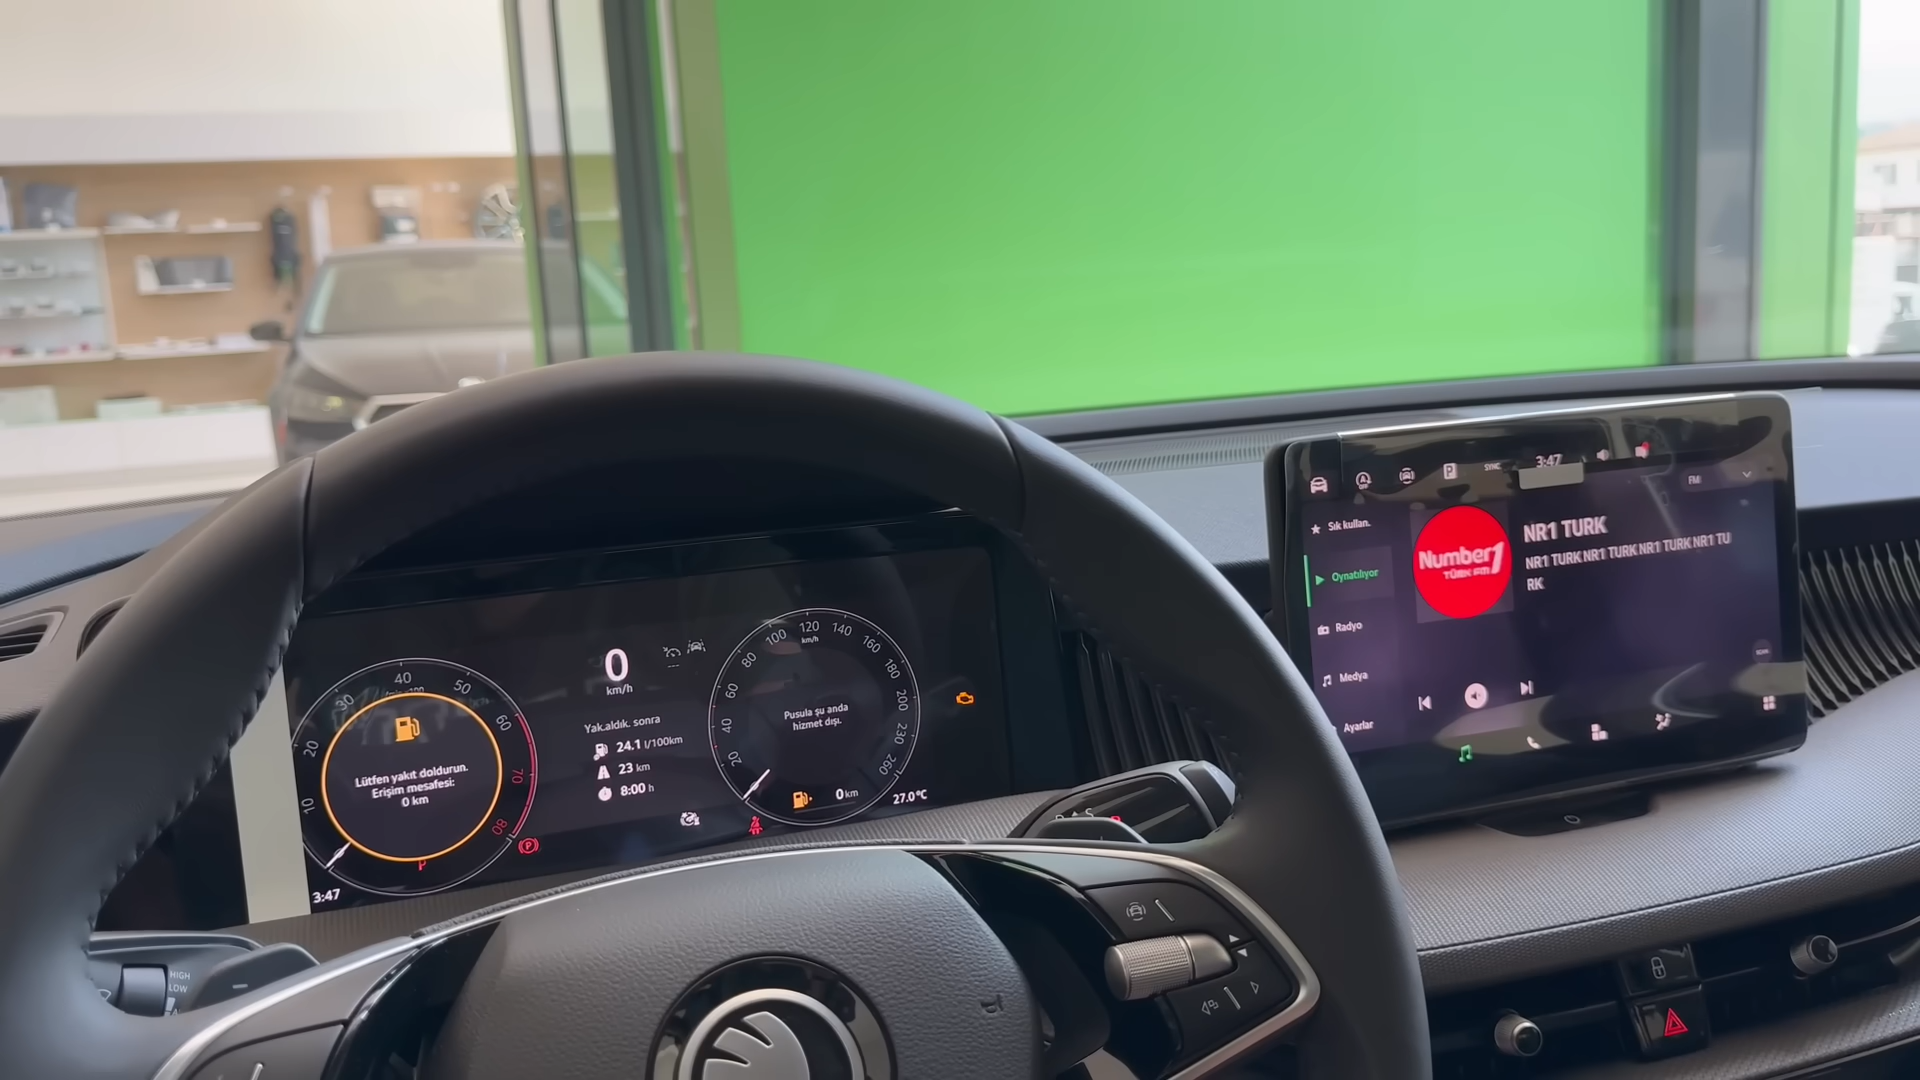 3:47
SYNC
FM
Sık kullan.
Oynatılıyor
Radyo
Medya
Ayarlar
Number1
TÜRK FM
NR1 TURK
NR1 TURK NR1 TURK NR1 TURK NR1 TU
RK
10
20
30
40
50
60
70
80
Lütfen yakıt doldurun.
Erişim mesafesi:
0 km
P
3:47
0
km/h
Yak.aldık. sonra
24.1 l/100km
23 km
8:00 h
20
40
60
80
100
120
140
160
180
200
230
260
km/h
Pusula şu anda
hizmet dışı.
0 km
27.0°C
HIGH
LOW